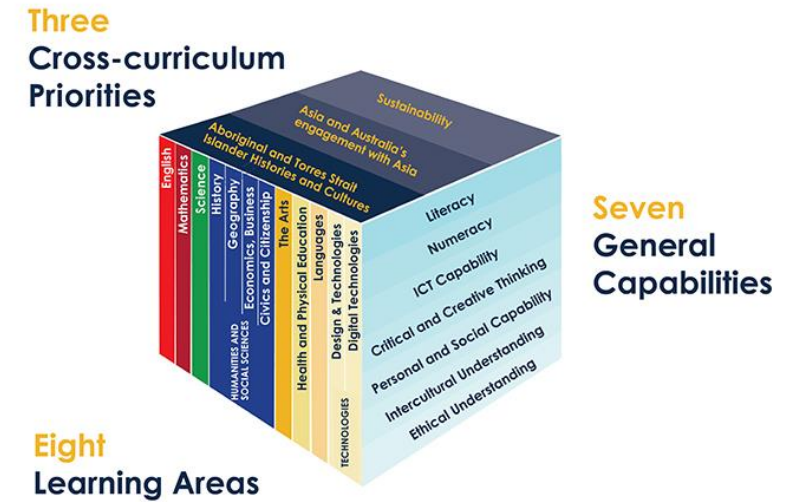 Three
Cross-curriculum
Priorities
Sustainability
Asia and Australia's
engagement with Asia
Aboriginal and Torres Strait
Islander Histories and Cultures
English
Mathematics
Science
History
Geography
Economics, Business
Civics and Citizenship
HUMANITIES AND
SOCIAL SCIENCES
The Arts
Health and Physical Education
Languages
Design & Technologies
Digital Technologies
TECHNOLOGIES
Literacy
Numeracy
ICT Capability
Critical and Creative Thinking
Personal and Social Capability
Intercultural Understanding
Ethical Understanding
Seven
General
Capabilities
Eight
Learning Areas